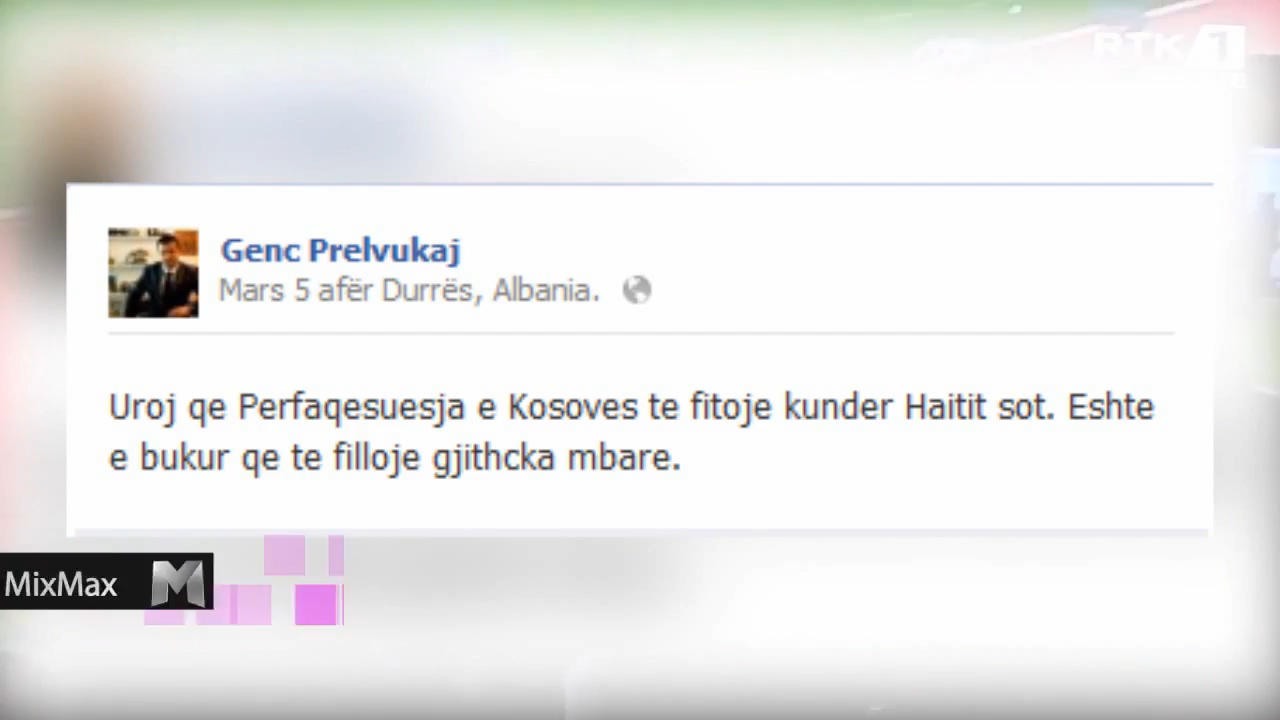 RTK 1
Genc Prelvukaj
Mars 5 afër Durrës, Albania.
Uroj qe Perfaqesuesja e Kosoves te fitoje kunder Haitit sot. Eshte
e bukur qe te filloje gjithcka mbare.
MixMax M